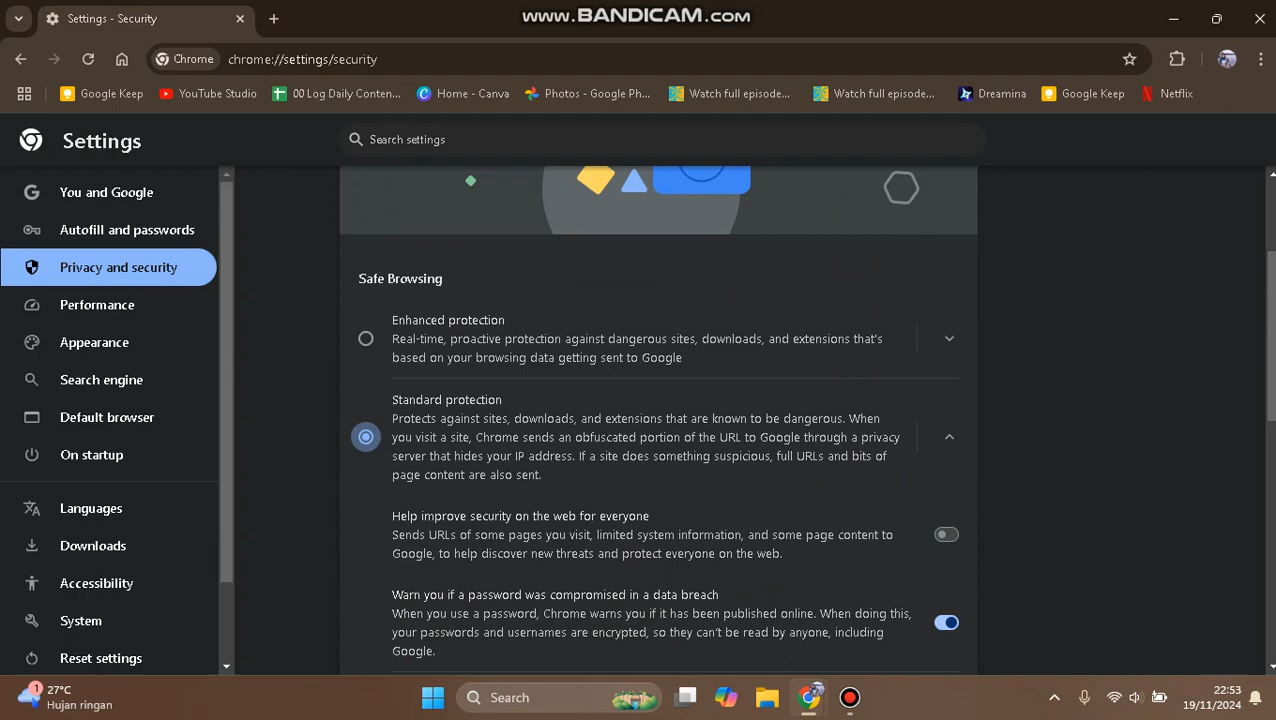 www.BANDICAM.com
Settings - Security
Chrome
chrome://settings/security
Google Keep
YouTube Studio
00 Log Daily Conten...
Home - Canva
Photos - Google Ph...
Watch full episode...
Watch full episode...
Dreamina
Google Keep
Netflix
Settings
Search settings
You and Google
Autofill and passwords
Privacy and security
Performance
Appearance
Search engine
Default browser
On startup
Languages
Downloads
Accessibility
System
Reset settings
Safe Browsing
Enhanced protection
Real-time, proactive protection against dangerous sites, downloads, and extensions that's
based on your browsing data getting sent to Google
Standard protection
Protects against sites, downloads, and extensions that are known to be dangerous. When
you visit a site, Chrome sends an obfuscated portion of the URL to Google through a privacy
server that hides your IP address. If a site does something suspicious, full URLs and bits of
page content are also sent.
Help improve security on the web for everyone
Sends URLs of some pages you visit, limited system information, and some page content to
Google, to help discover new threats and protect everyone on the web.
Warn you if a password was compromised in a data breach
When you use a password, Chrome warns you if it has been published online. When doing this,
your passwords and usernames are encrypted, so they can't be read by anyone, including
Google.
1
27°C
Hujan ringan
Search
22:53
19/11/2024